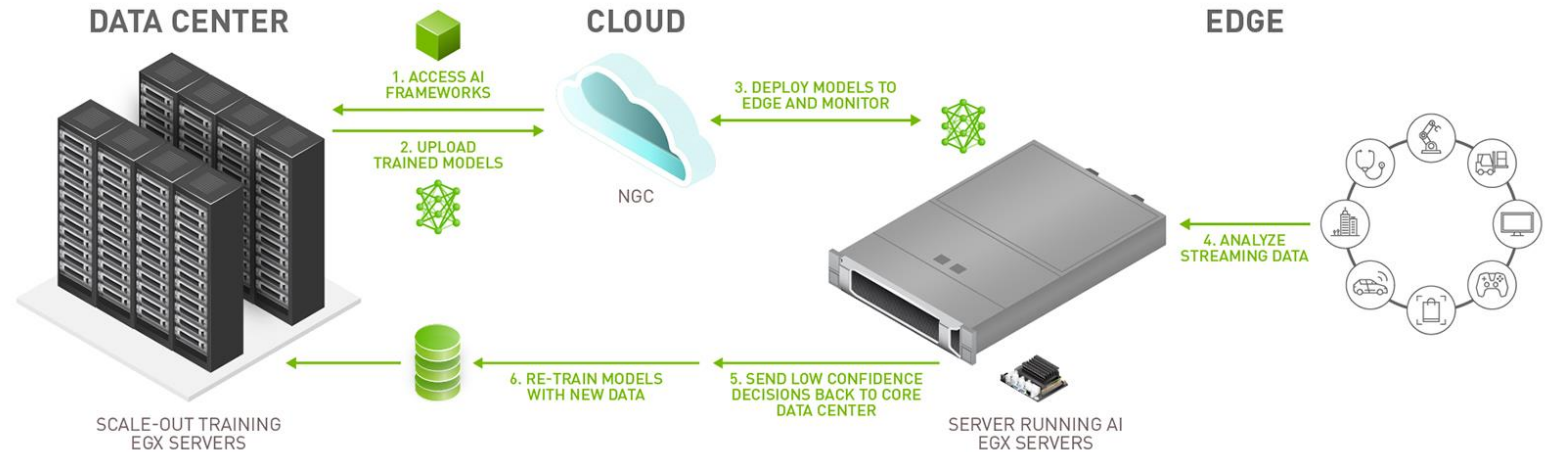 DATA CENTER
CLOUD
EDGE
1. ACCESS AI
FRAMEWORKS
2. UPLOAD
TRAINED MODELS
NGC
3. DEPLOY MODELS TO
EDGE AND MONITOR
4. ANALYZE
STREAMING DATA
5. SEND LOW CONFIDENCE
DECISIONS BACK TO CORE
DATA CENTER
6. RE-TRAIN MODELS
WITH NEW DATA
SCALE-OUT TRAINING
EGX SERVERS
SERVER RUNNING AI
EGX SERVERS